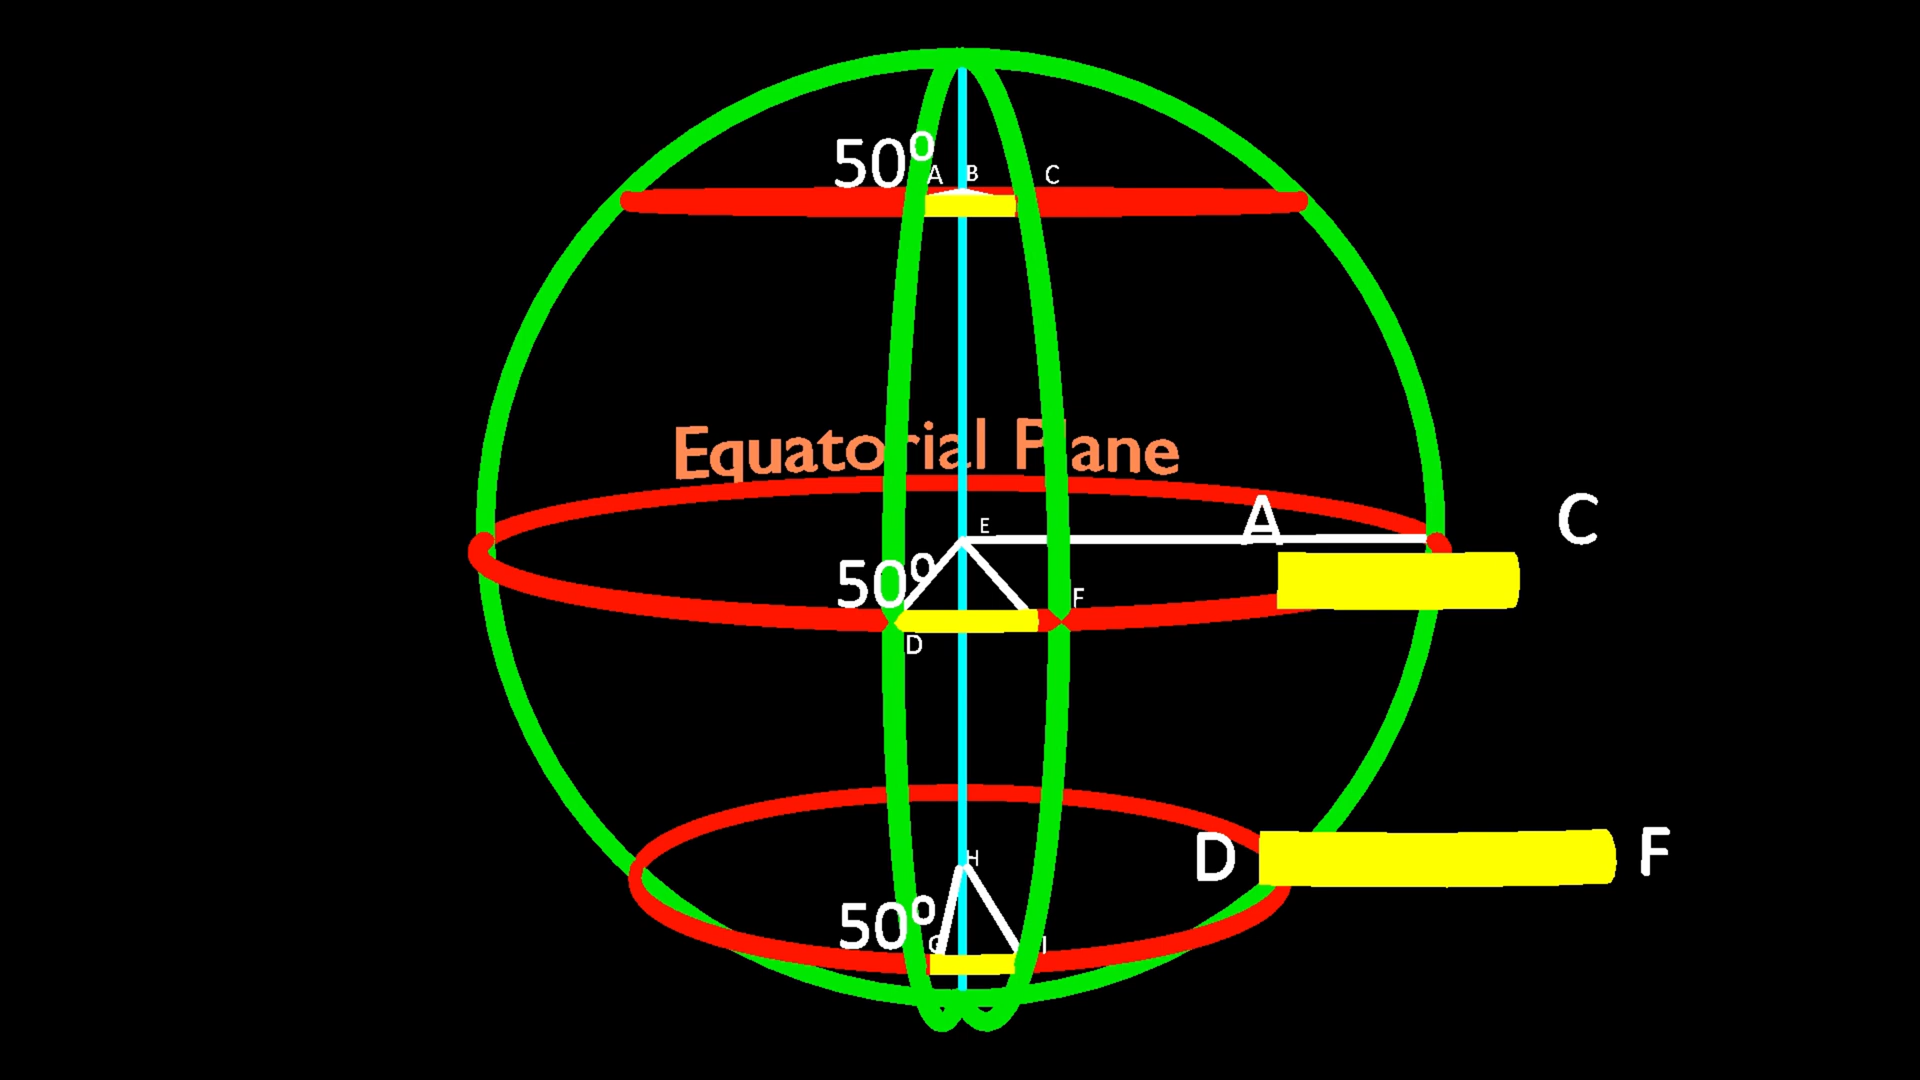 50º
A B C
Equatorial Plane
A C
E
50º
F
D
D F
H
50º
G I